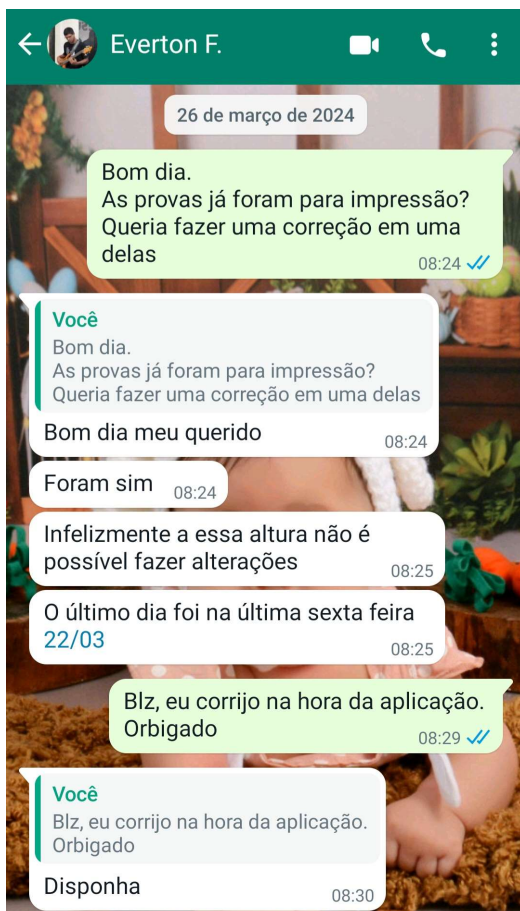 Everton F.
26 de março de 2024
Bom dia.
As provas já foram para impressão?
Queria fazer uma correção em uma
delas
08:24
Você
Bom dia.
As provas já foram para impressão?
Queria fazer uma correção em uma delas
Bom dia meu querido
08:24
Foram sim
08:24
Infelizmente a essa altura não é
possível fazer alterações
08:25
O último dia foi na última sexta feira
22/03
08:25
Blz, eu corrijo na hora da aplicação.
Orbigado
08:29
Você
Blz, eu corrijo na hora da aplicação.
Orbigado
Disponha
08:30